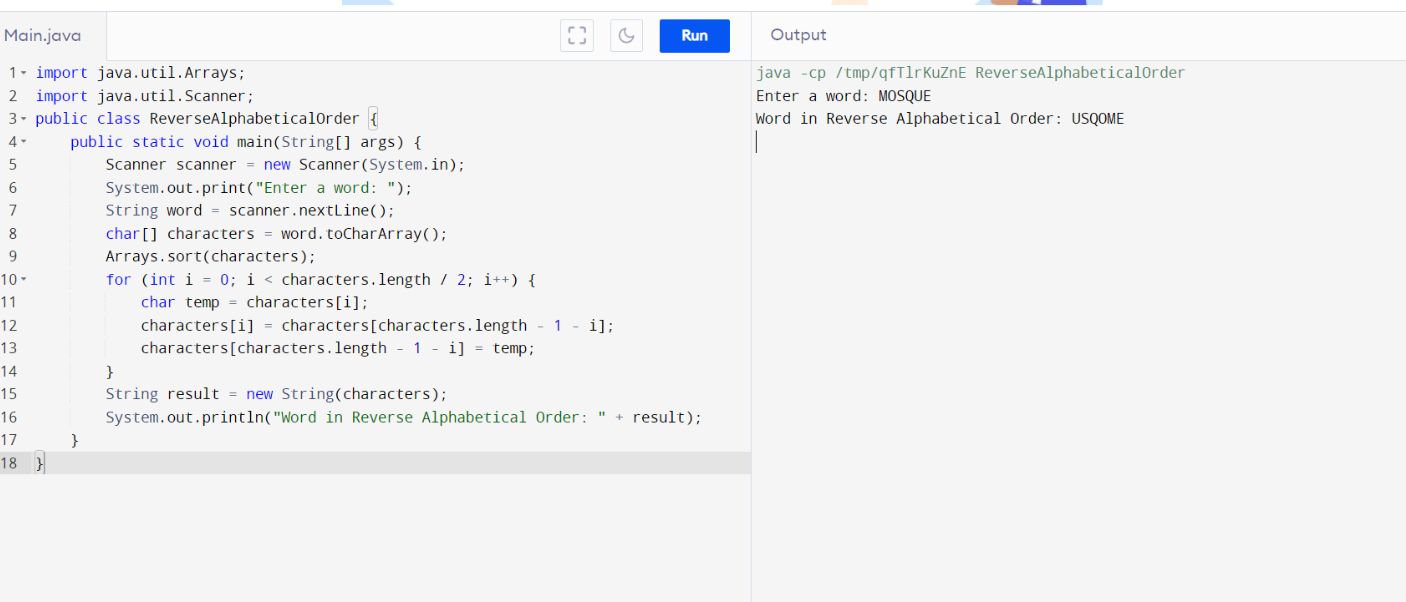 Main.java
Run
Output
1 import java.util.Arrays;
2 import java.util.Scanner;
3 public class ReverseAlphabeticalOrder {
4     public static void main(String[] args) {
5         Scanner scanner = new Scanner(System.in);
6         System.out.print("Enter a word: ");
7         String word = scanner.nextLine();
8         char[] characters = word.toCharArray();
9         Arrays.sort(characters);
10         for (int i = 0; i < characters.length / 2; i++) {
11             char temp = characters[i];
12             characters[i] = characters[characters.length - 1 - i];
13             characters[characters.length - 1 - i] = temp;
14         }
15         String result = new String(characters);
16         System.out.println("Word in Reverse Alphabetical Order: " + result);
17     }
18 }
java -cp /tmp/qfTlrKuZnE ReverseAlphabeticalOrder
Enter a word: MOSQUE
Word in Reverse Alphabetical Order: USQOME